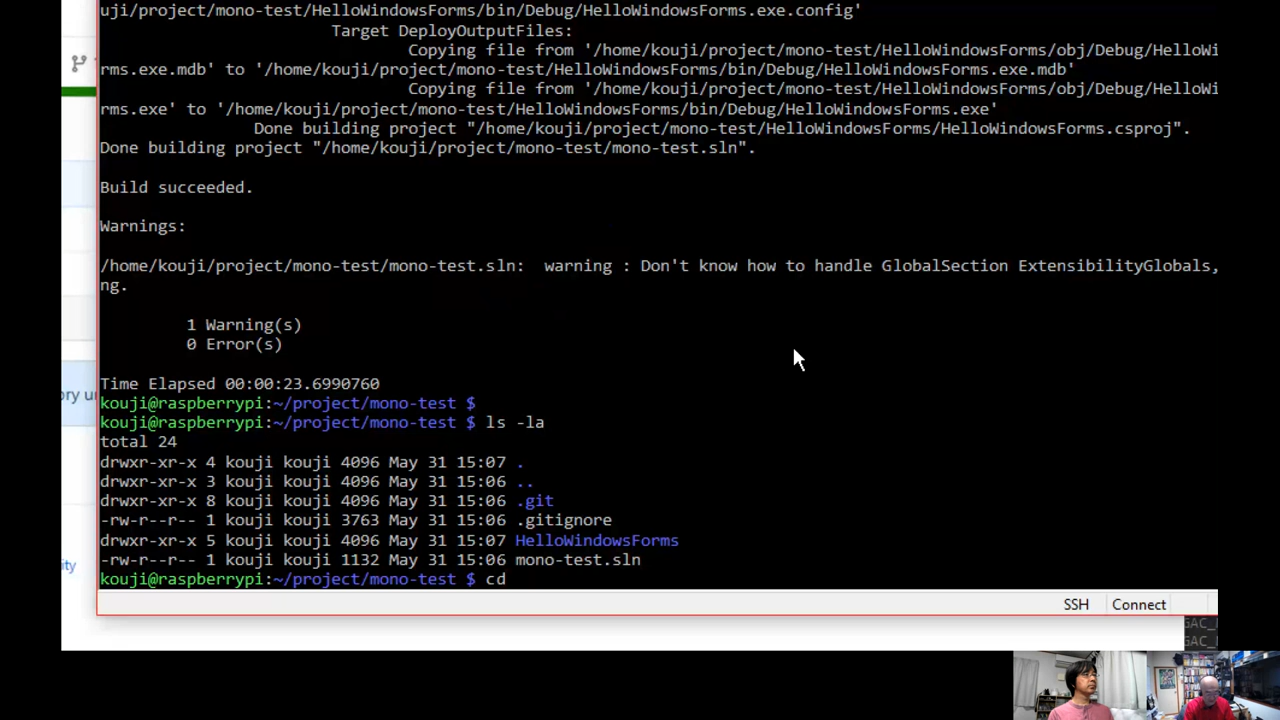 uji/project/mono-test/HelloWindowsForms/bin/Debug/HelloWindowsForms.exe.config'
Target DeployOutputFiles:
Copying file from '/home/kouji/project/mono-test/HelloWindowsForms/obj/Debug/HelloWi
rms.exe.mdb' to '/home/kouji/project/mono-test/HelloWindowsForms/bin/Debug/HelloWindowsForms.exe.mdb'
Copying file from '/home/kouji/project/mono-test/HelloWindowsForms/obj/Debug/HelloWi
rms.exe' to '/home/kouji/project/mono-test/HelloWindowsForms/bin/Debug/HelloWindowsForms.exe'
Done building project "/home/kouji/project/mono-test/HelloWindowsForms/HelloWindowsForms.csproj".
Done building project "/home/kouji/project/mono-test/mono-test.sln".
Build succeeded.
Warnings:
/home/kouji/project/mono-test/mono-test.sln:  warning : Don't know how to handle GlobalSection ExtensibilityGlobals,
ng.
1 Warning(s)
0 Error(s)
Time Elapsed 00:00:23.6990760
kouji@raspberrypi:~/project/mono-test $
kouji@raspberrypi:~/project/mono-test $ ls -la
total 24
drwxr-xr-x 4 kouji kouji 4096 May 31 15:07 .
drwxr-xr-x 3 kouji kouji 4096 May 31 15:06 ..
drwxr-xr-x 8 kouji kouji 4096 May 31 15:06 .git
-rw-r--r-- 1 kouji kouji 3763 May 31 15:06 .gitignore
ory u
drwxr-xr-x 5 kouji kouji 4096 May 31 15:07 HelloWindowsForms
-rw-r--r-- 1 kouji kouji 1132 May 31 15:06 mono-test.sln
ity
kouji@raspberrypi:~/project/mono-test $ cd
SSH Connect
GAC_
GAC_